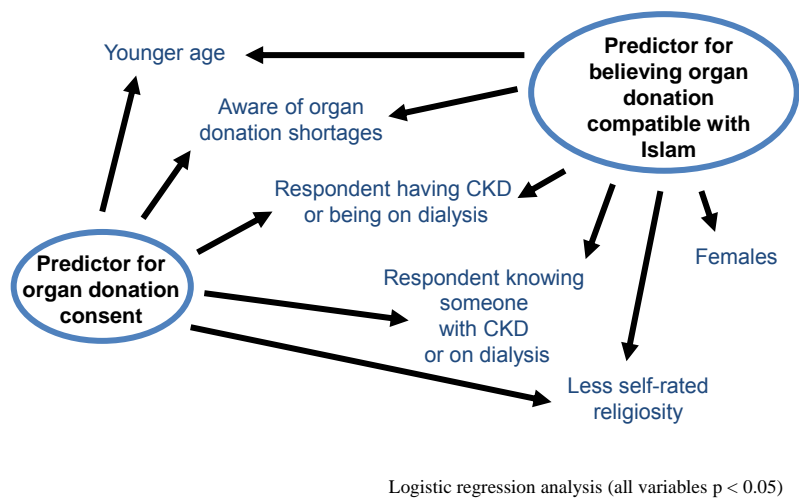 Younger age
Predictor for
believing organ
donation
compatible with
Islam
Aware of organ
donation shortages
Respondent having CKD
or being on dialysis
Females
Predictor for
organ donation
consent
Respondent knowing
someone
with CKD
or on dialysis
Less self-rated
religiosity
Logistic regression analysis (all variables p < 0.05)